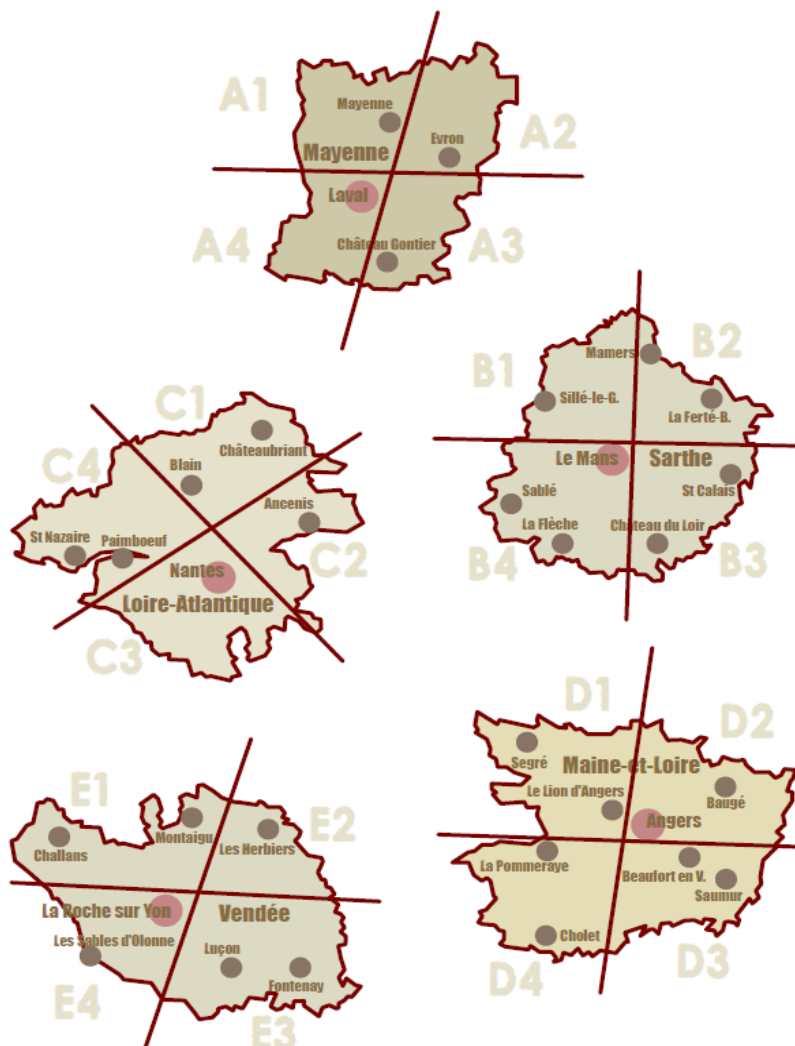 A1
Mayenne
A2
Evron
Mayenne
Laval
A4
Château Gontier
A3
Mamers
B2
B1
Sillé-le-G.
La Ferté-B.
Le Mans
Sarthe
St Calais
Sablé
La Flèche
Château du Loir
B4
B3
C1
Châteaubriant
C4
Blain
Ancenis
St Nazaire
Paimboeuf
C2
Nantes
Loire-Atlantique
C3
D1
D2
Segré
Maine-et-Loire
Le Lion d'Angers
Baugé
Angers
La Pommeraye
Beaufort en V.
Saumur
Cholet
D4
D3
E1
E2
Montaigu
Les Herbiers
Challans
La Roche sur Yon
Vendée
Les Sables d'Olonne
Luçon
Fontenay
E4
E3